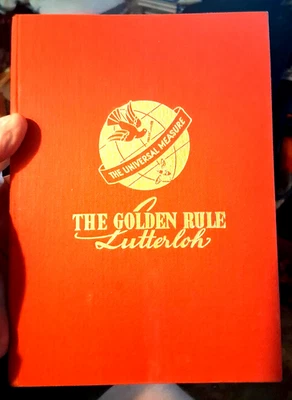 THE UNIVERSAL MEASURE
THE GOLDEN RULE
Lutterloh